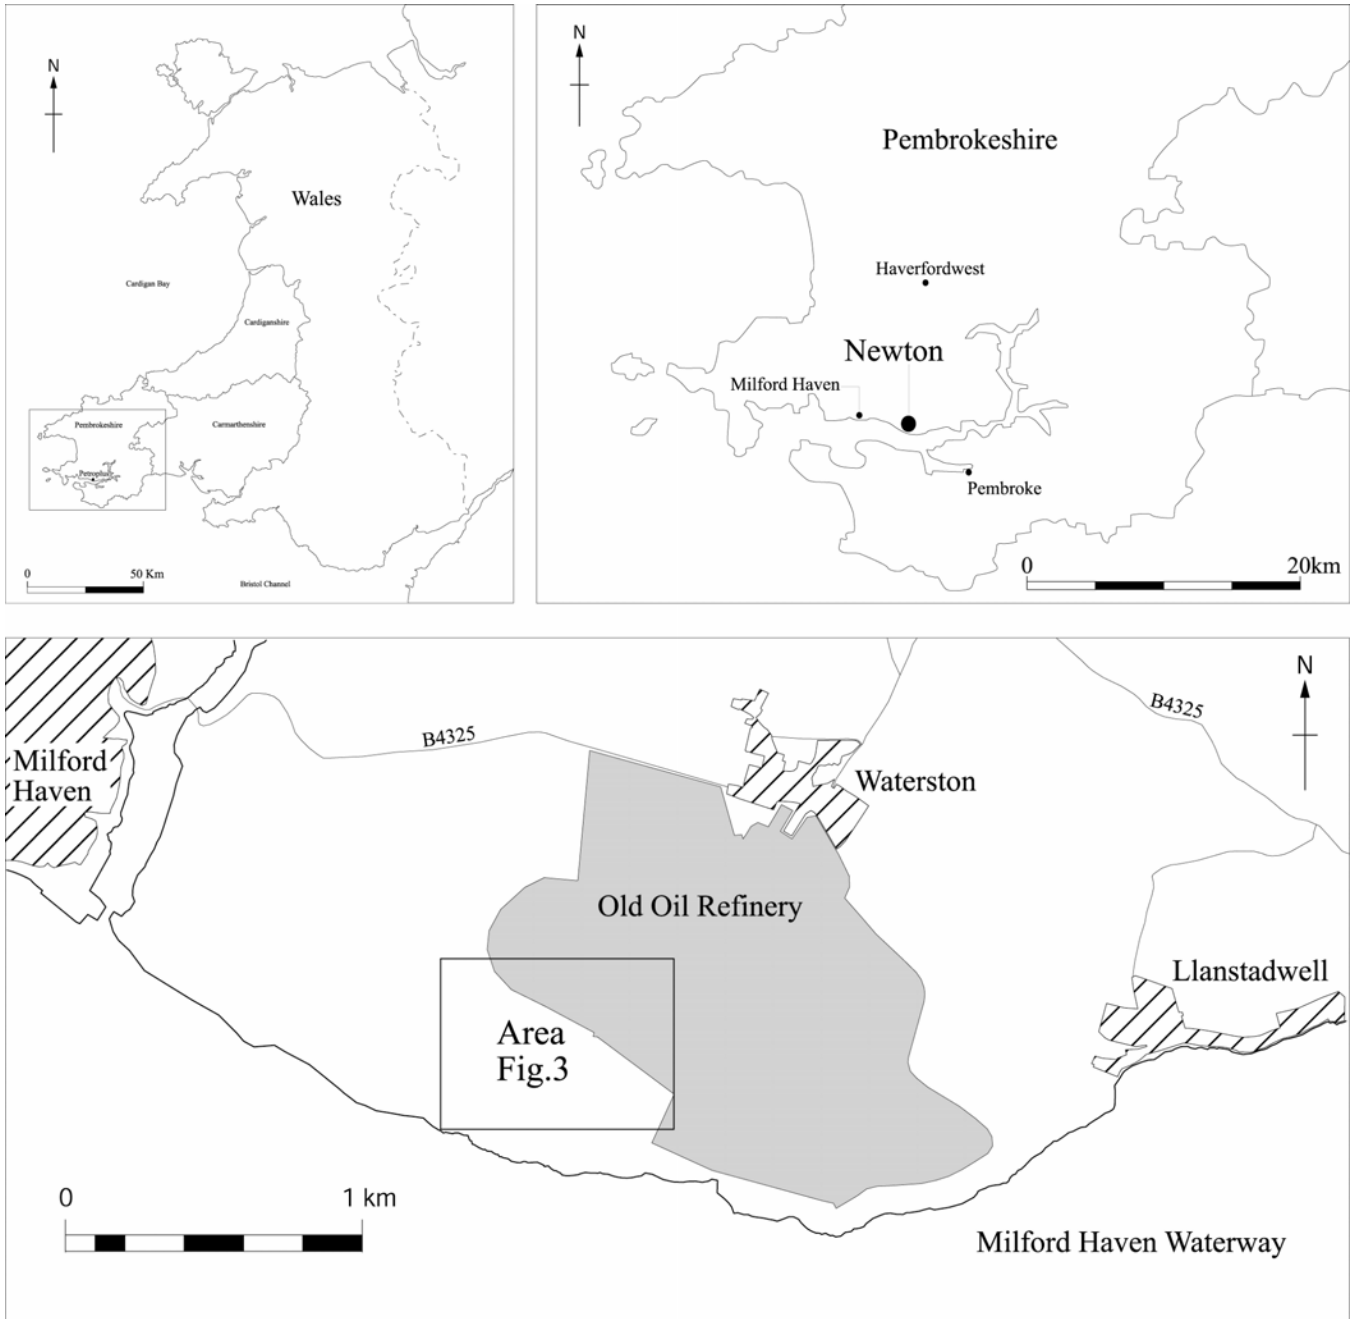 N
Wales
Cardigan Bay
Cardiganshire
Carmarthenshire
Pembrokeshire
0
50 Km
Bristol Channel
N
Pembrokeshire
Haverfordwest
Newton
Milford Haven
Pembroke
0
20km
N
B4325
B4325
Milford
Haven
Waterston
Old Oil Refinery
Llanstadwell
Area
Fig.3
0
1 km
Milford Haven Waterway